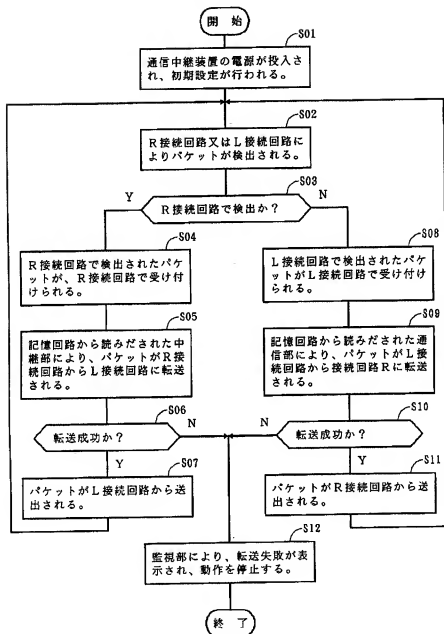 開始
S01
通信中継装置の電源が投入さ
れ、初期設定が行われる。
S02
R接続回路又はL接続回路に
よりパケットが検出される。
S03
Y
R接続回路で検出か?
N
S04
R接続回路で検出されたパケッ
トが、R接続回路で受け付
けられる。
S08
L接続回路で検出されたパケッ
トがL接続回路で受け付
けられる。
S05
記憶回路から読みだされた中
継部により、パケットがR接
続回路からL接続回路に転送
される。
S09
記憶回路から読みだされた通
信部により、パケットがL接
続回路から接続回路Rに転送
される。
S06
転送成功か?
N
N
S10
転送成功か?
Y
S07
パケットがL接続回路から送
出される。
Y
S11
パケットがR接続回路から送
出される。
S12
監視部により、転送失敗が表
示され、動作を停止する。
終了